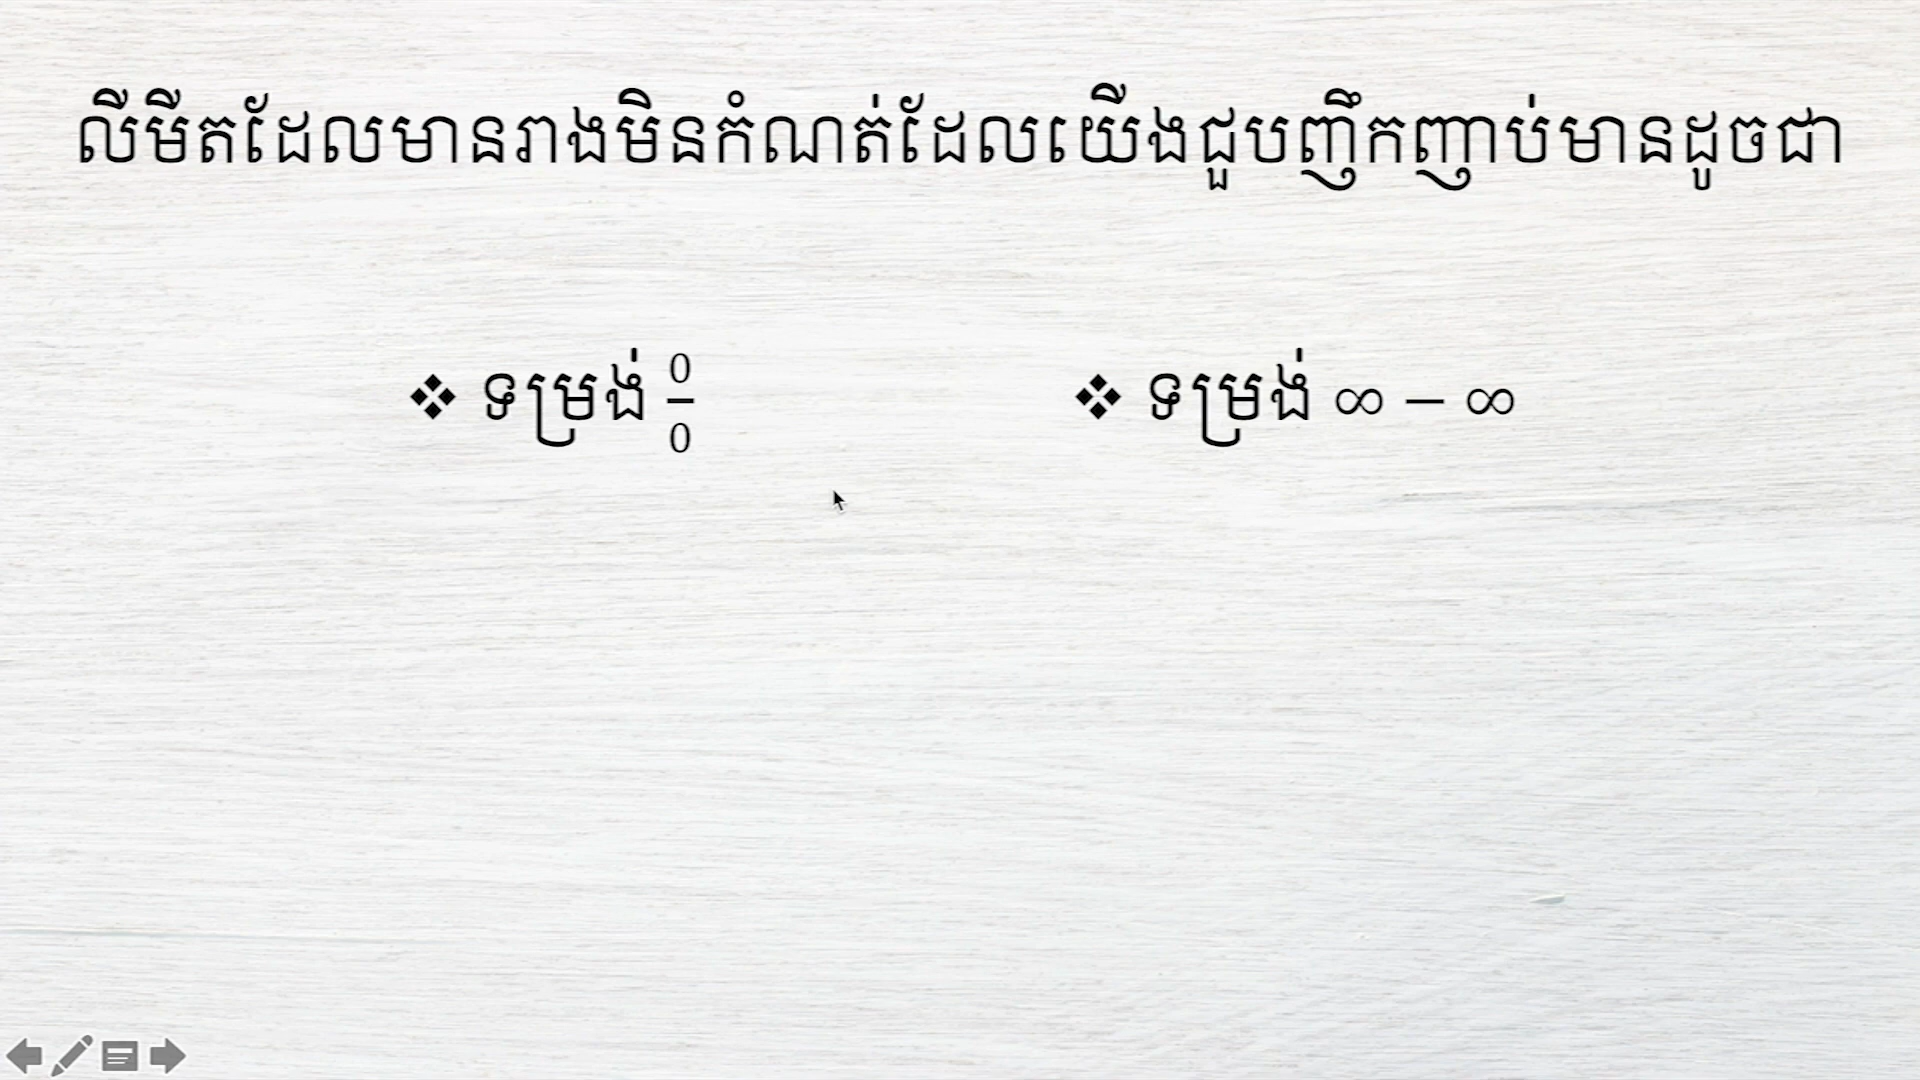 លីមីតដែលមានរាងមិនកំណត់ដែលយើងជួបញឹកញាប់មានដូចជា
❖ ទម្រង់ 0/0
❖ ទម្រង់ ∞ − ∞